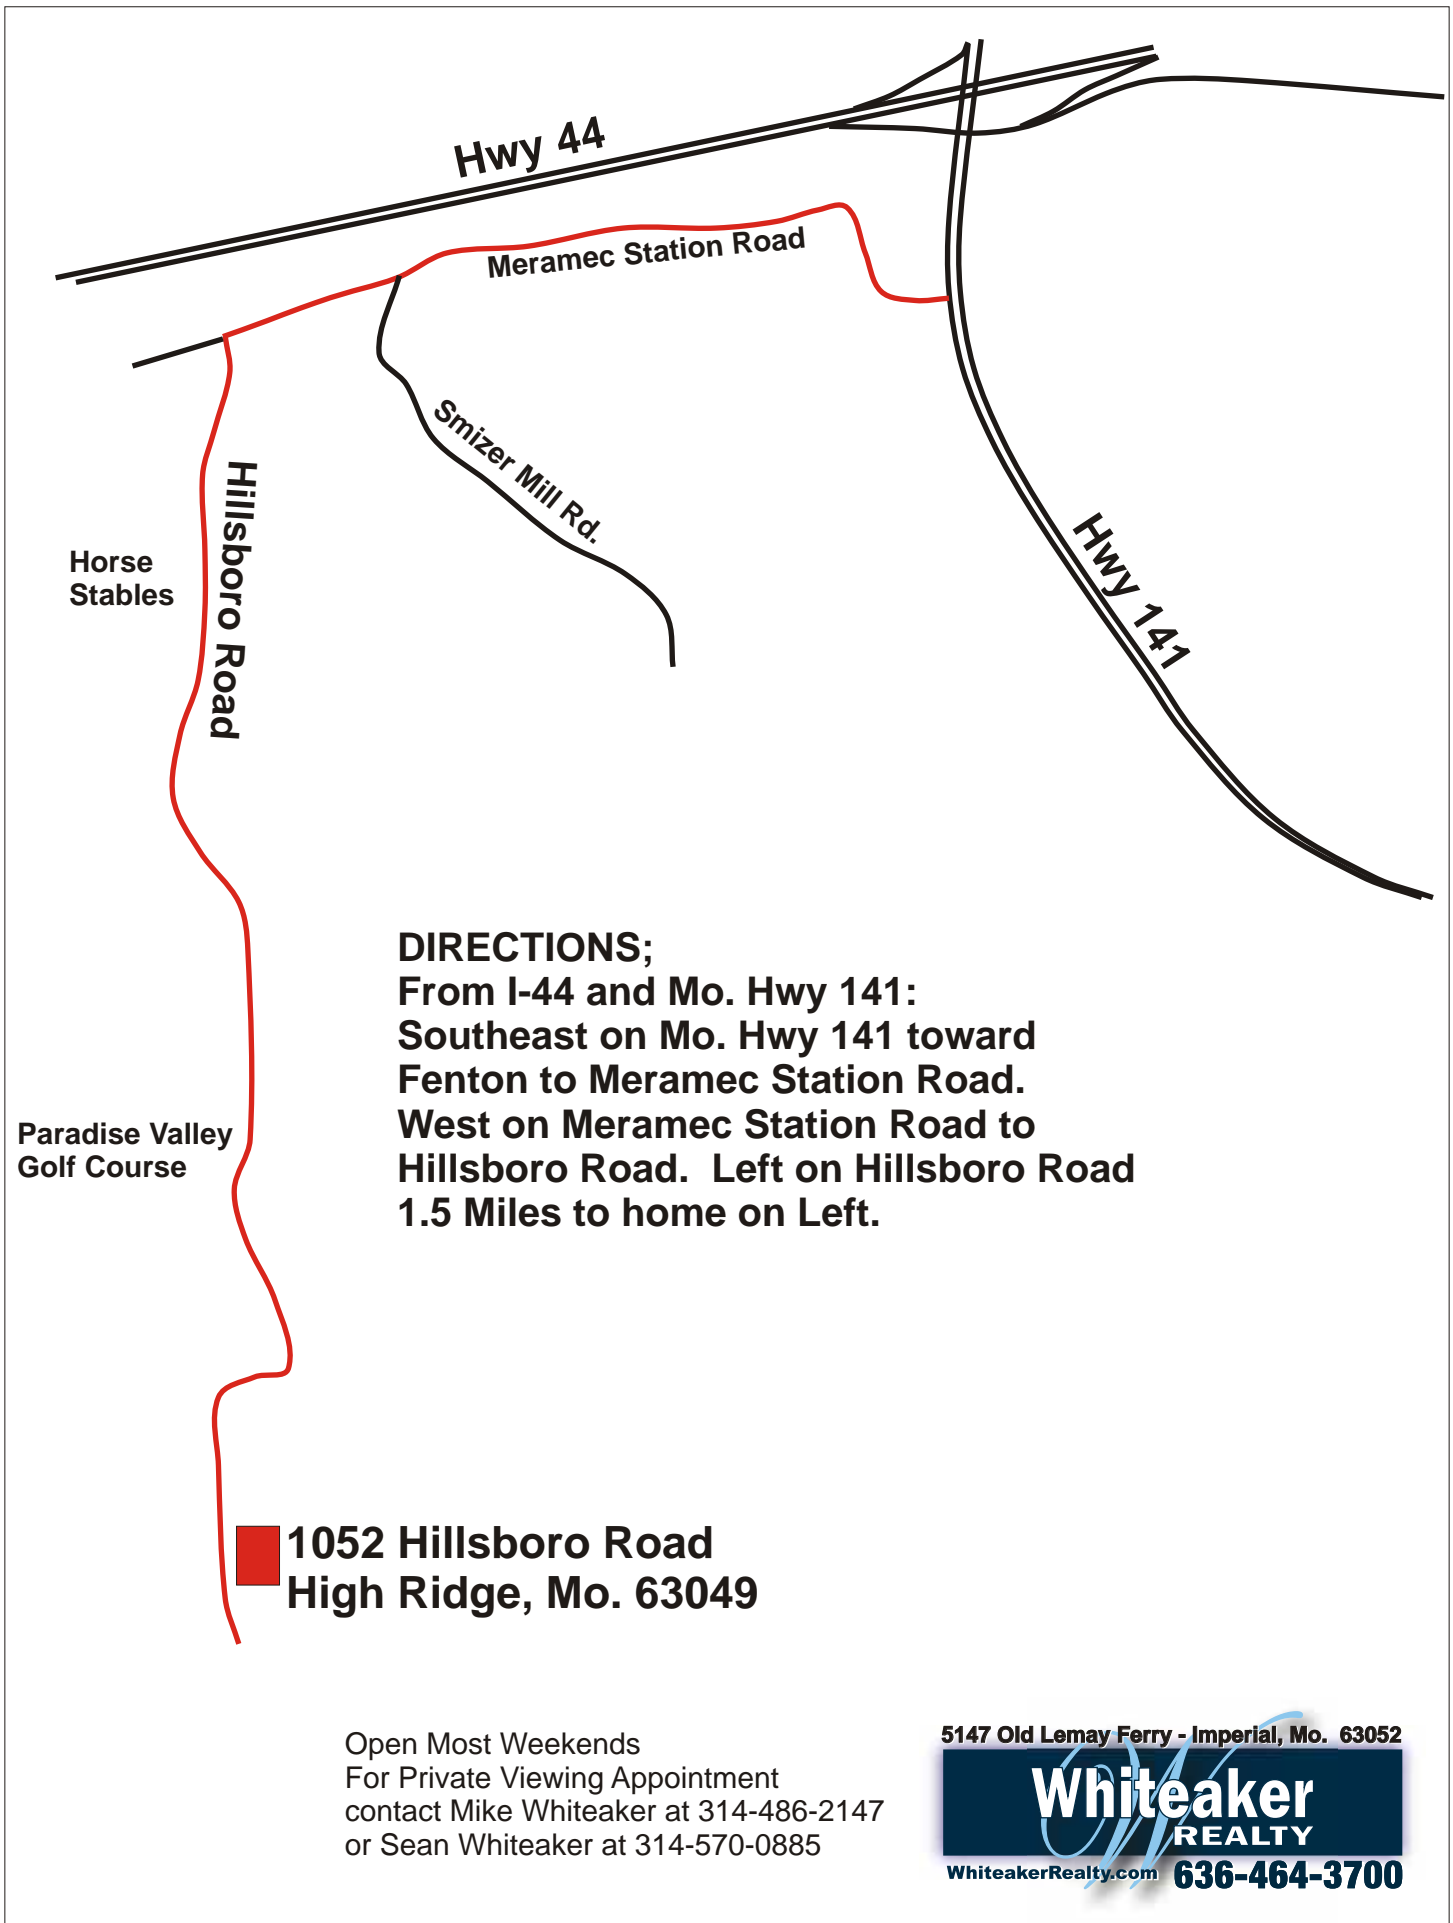 Hwy 44
Meramec Station Road
Smizer Mill Rd.
Hillsboro Road
Horse
Stables
Hwy 141
DIRECTIONS;
From I-44 and Mo. Hwy 141:
Southeast on Mo. Hwy 141 toward
Fenton to Meramec Station Road.
West on Meramec Station Road to
Hillsboro Road.  Left on Hillsboro Road
1.5 Miles to home on Left.
Paradise Valley
Golf Course
1052 Hillsboro Road
High Ridge, Mo. 63049
Open Most Weekends
For Private Viewing Appointment
contact Mike Whiteaker at 314-486-2147
or Sean Whiteaker at 314-570-0885
5147 Old Lemay Ferry - Imperial, Mo.  63052
W
Whiteaker
REALTY
WhiteakerRealty.com 636-464-3700